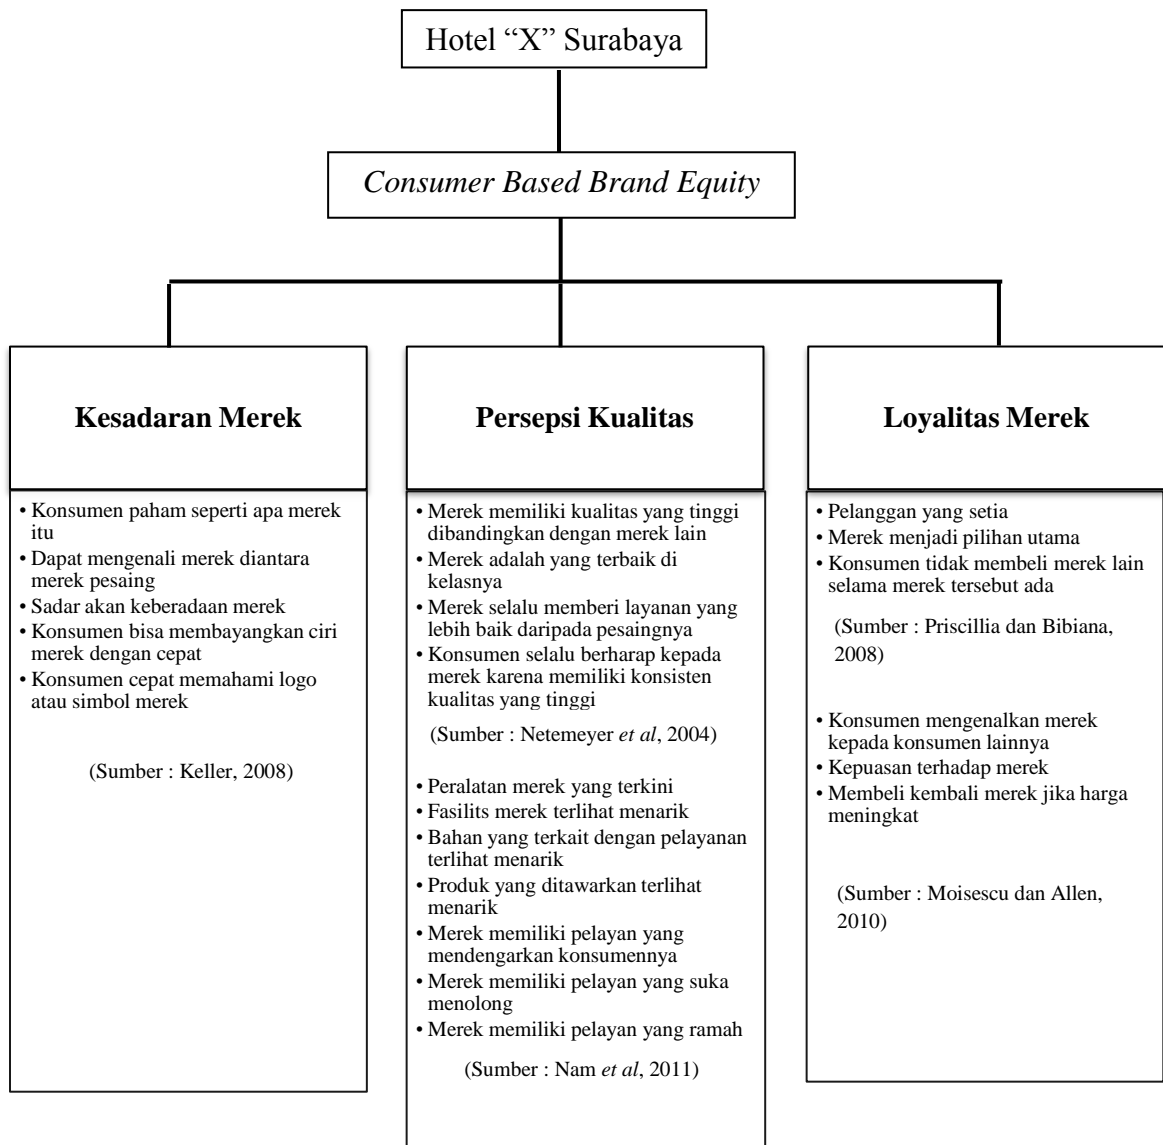 Hotel “X” Surabaya
Consumer Based Brand Equity
Kesadaran Merek
• Konsumen paham seperti apa merek
itu
• Dapat mengenali merek diantara
merek pesaing
• Sadar akan keberadaan merek
• Konsumen bisa membayangkan ciri
merek dengan cepat
• Konsumen cepat memahami logo
atau simbol merek
(Sumber : Keller, 2008)
Persepsi Kualitas
• Merek memiliki kualitas yang tinggi
dibandingkan dengan merek lain
• Merek adalah yang terbaik di
kelasnya
• Merek selalu memberi layanan yang
lebih baik daripada pesaingnya
• Konsumen selalu berharap kepada
merek karena memiliki konsisten
kualitas yang tinggi
(Sumber : Netemeyer et al, 2004)
• Peralatan merek yang terkini
• Fasilits merek terlihat menarik
• Bahan yang terkait dengan pelayanan
terlihat menarik
• Produk yang ditawarkan terlihat
menarik
• Merek memiliki pelayan yang
mendengarkan konsumennya
• Merek memiliki pelayan yang suka
menolong
• Merek memiliki pelayan yang ramah
(Sumber : Nam et al, 2011)
Loyalitas Merek
• Pelanggan yang setia
• Merek menjadi pilihan utama
• Konsumen tidak membeli merek lain
selama merek tersebut ada
(Sumber : Priscillia dan Bibiana,
2008)
• Konsumen mengenalkan merek
kepada konsumen lainnya
• Kepuasan terhadap merek
• Membeli kembali merek jika harga
meningkat
(Sumber : Moisescu dan Allen,
2010)